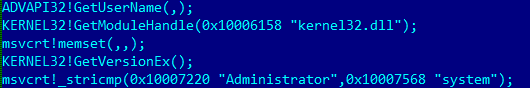 ADVAPI32!GetUserName(,);
KERNEL32!GetModuleHandle(0x10006158 "kernel32.dll");
msvcrt!memset(,,);
KERNEL32!GetVersionEx();
msvcrt!_stricmp(0x10007220 "Administrator",0x10007568 "system");